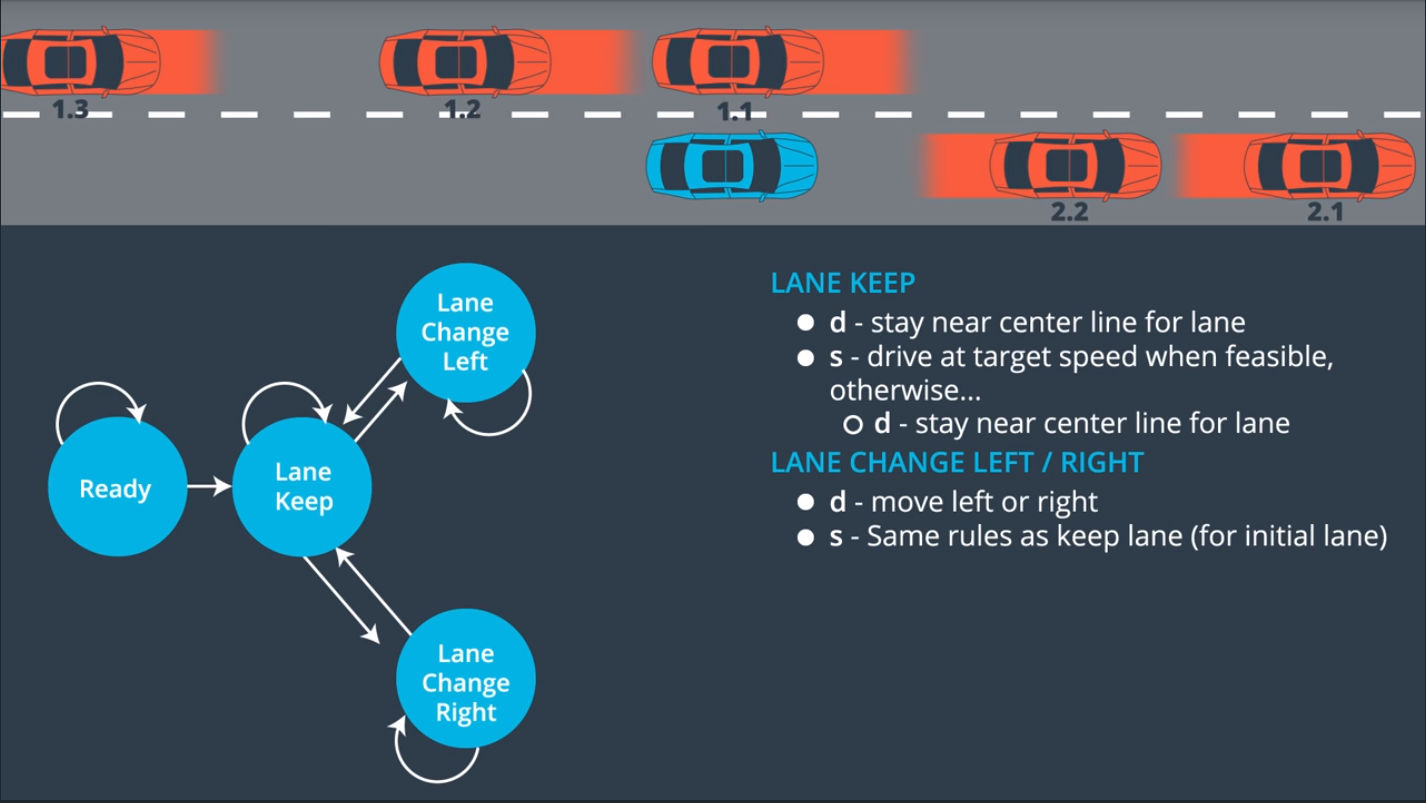 1.3
1.2
1.1
2.2
2.1
Lane
Change
Left
Ready
Lane
Keep
Lane
Change
Right
LANE KEEP
● d - stay near center line for lane
● s - drive at target speed when feasible,
otherwise...
○ d - stay near center line for lane
LANE CHANGE LEFT / RIGHT
● d - move left or right
● s - Same rules as keep lane (for initial lane)